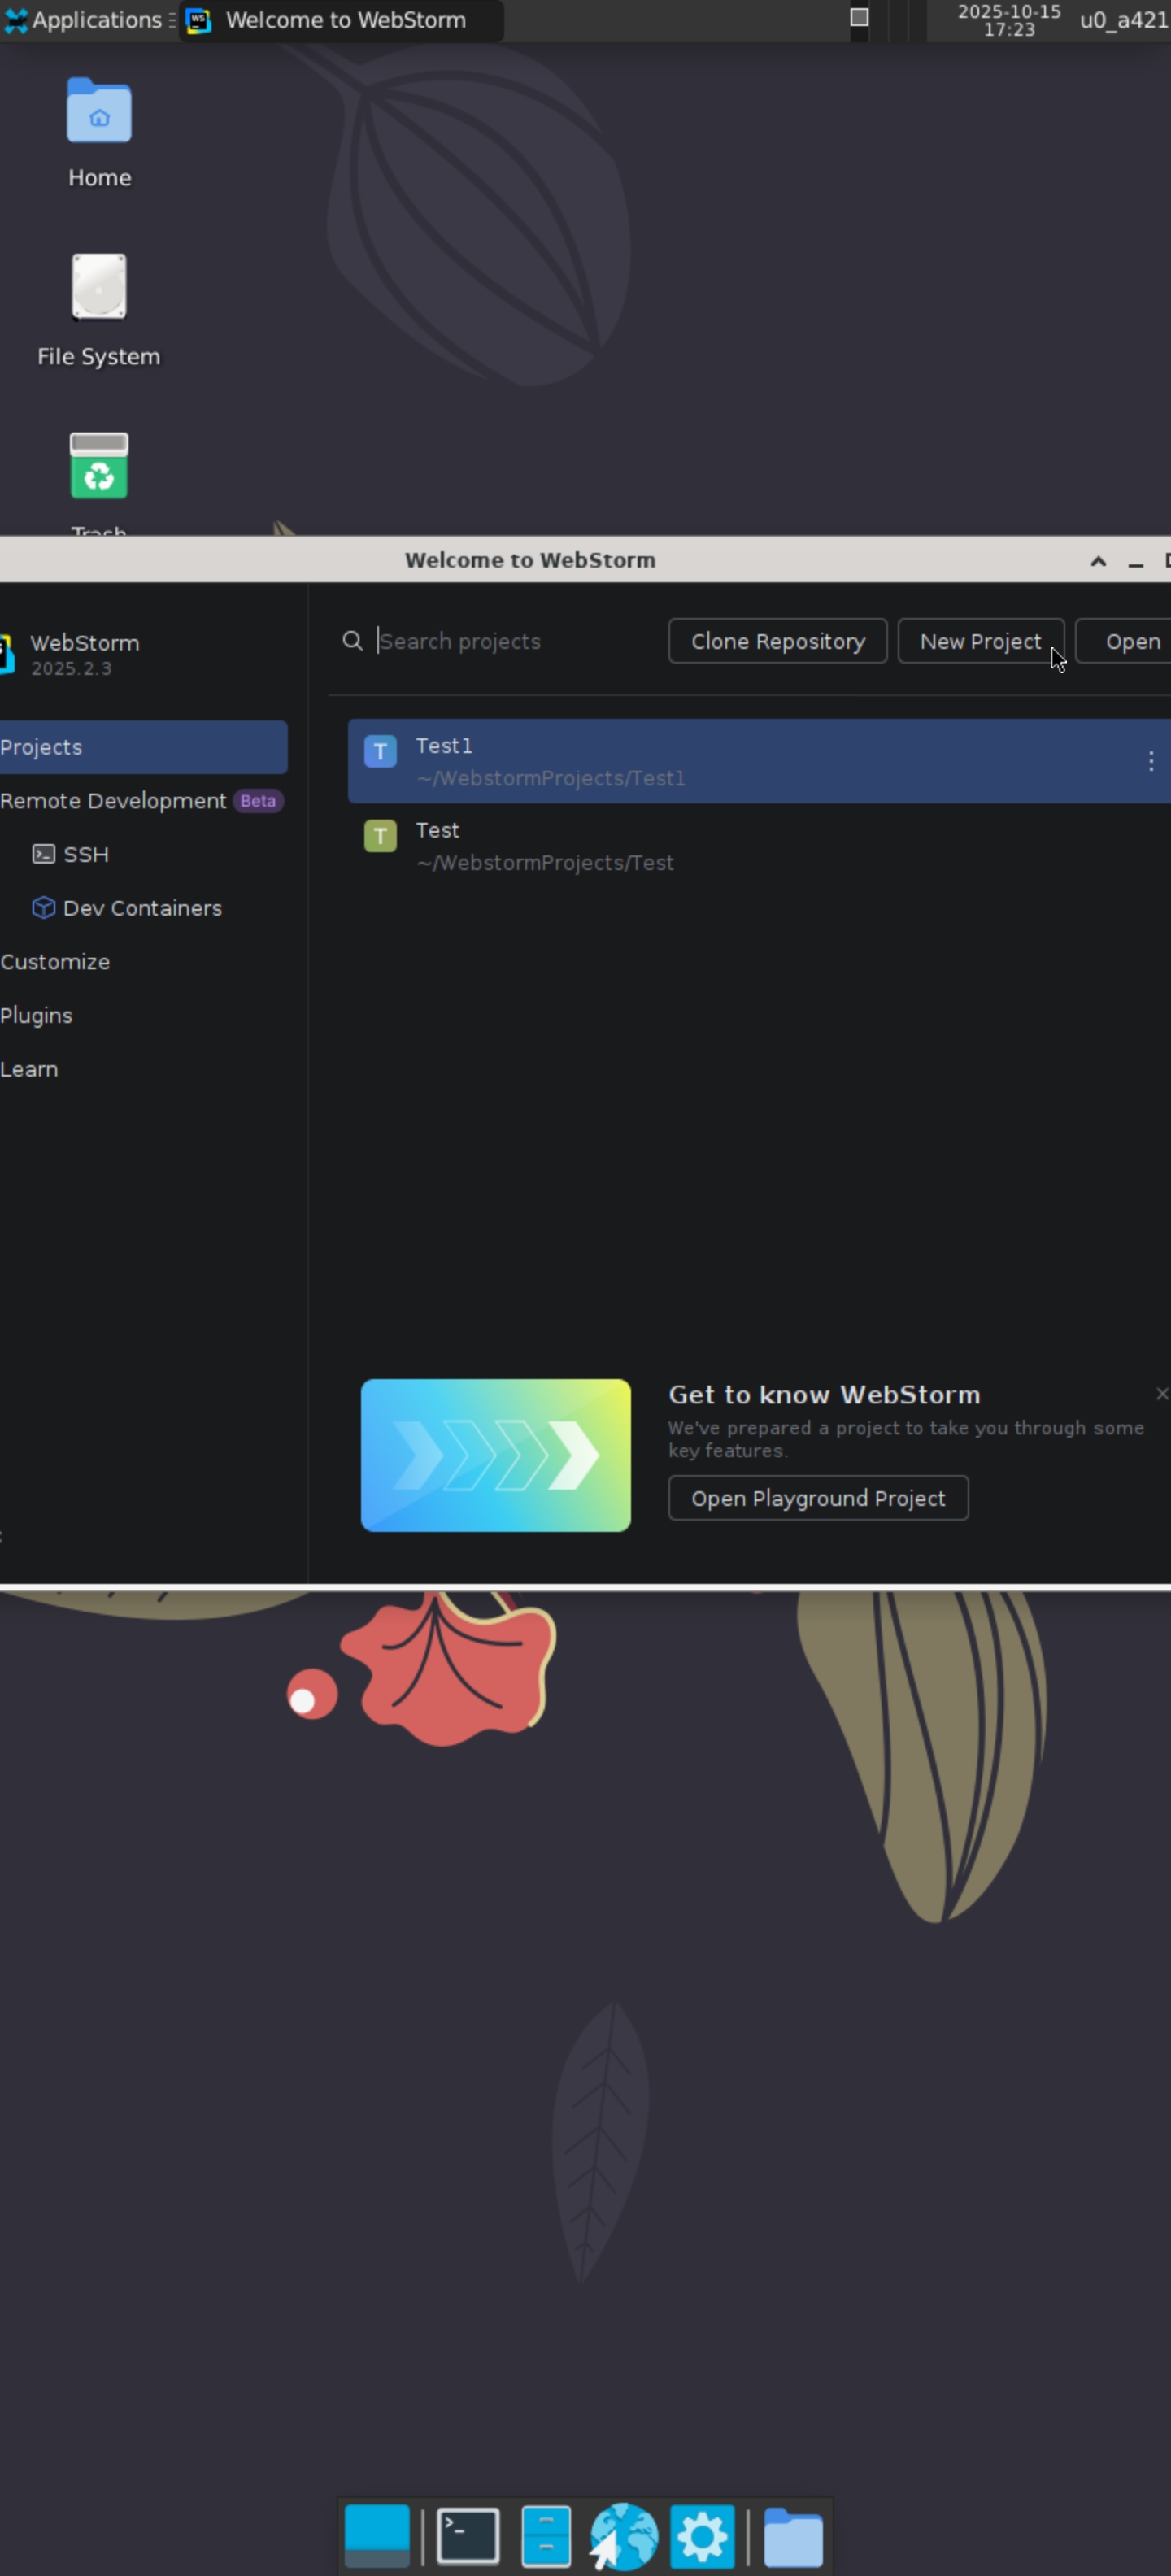 Applications
Welcome to WebStorm
2025-10-15
17:23
u0_a421
Home
File System
Trash
Welcome to WebStorm
WebStorm
2025.2.3
Search projects
Clone Repository
New Project
Open
Projects
Remote Development Beta
SSH
Dev Containers
Customize
Plugins
Learn
T
Test1
~/WebstormProjects/Test1
T
Test
~/WebstormProjects/Test
Get to know WebStorm
We've prepared a project to take you through some
key features.
Open Playground Project